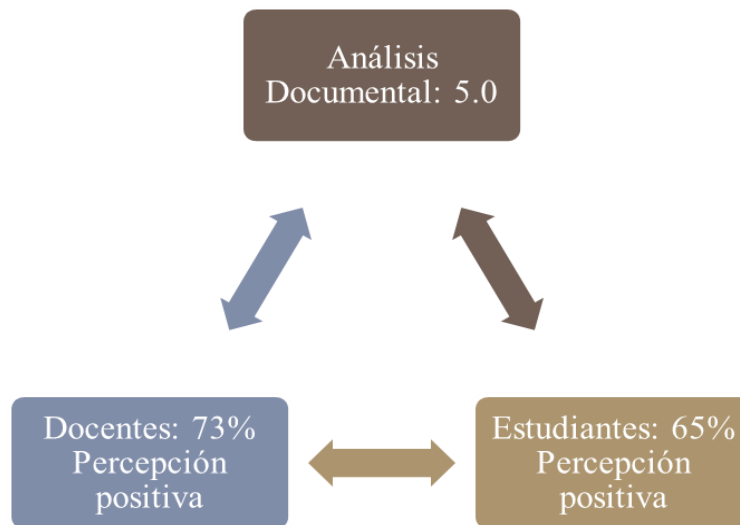 Análisis
Documental: 5.0
Docentes: 73%
Percepción
positiva
Estudiantes: 65%
Percepción
positiva